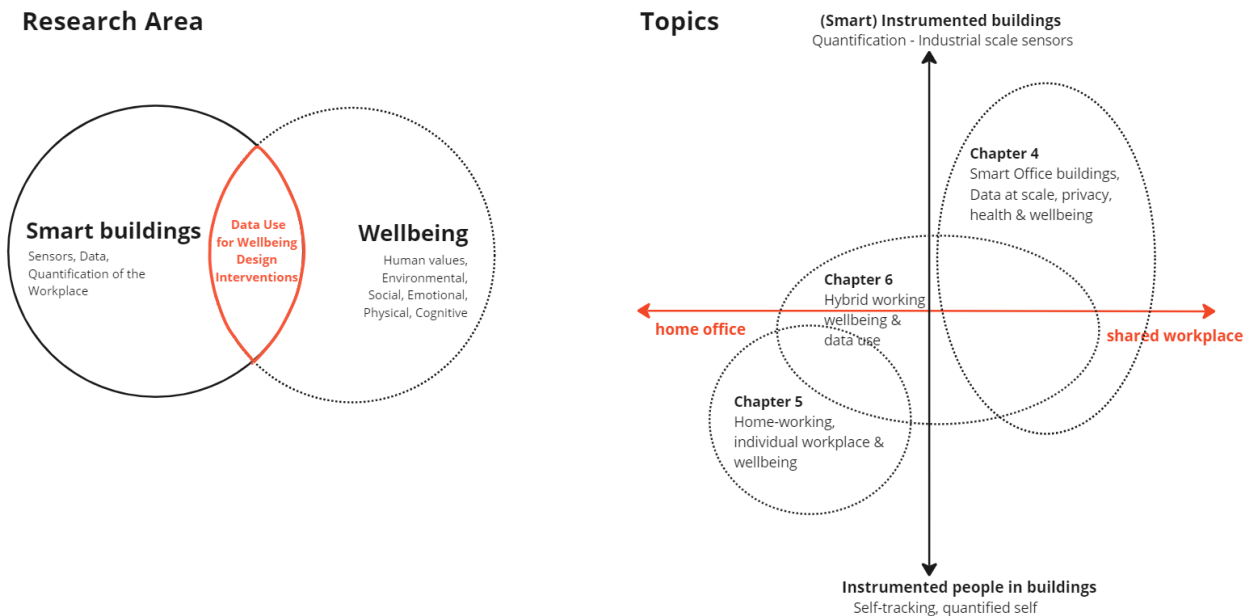 Research Area
Smart buildings
Sensors, Data,
Quantification of the
Workplace
Data Use
for Wellbeing
Design
Interventions
Wellbeing
Human values,
Environmental,
Social, Emotional,
Physical, Cognitive
Topics
(Smart) Instrumented buildings
Quantification - Industrial scale sensors
Chapter 4
Smart Office buildings,
Data at scale, privacy,
health & wellbeing
Chapter 6
Hybrid working
wellbeing &
data use
home office
shared workplace
Chapter 5
Home-working,
individual workplace &
wellbeing
Instrumented people in buildings
Self-tracking, quantified self